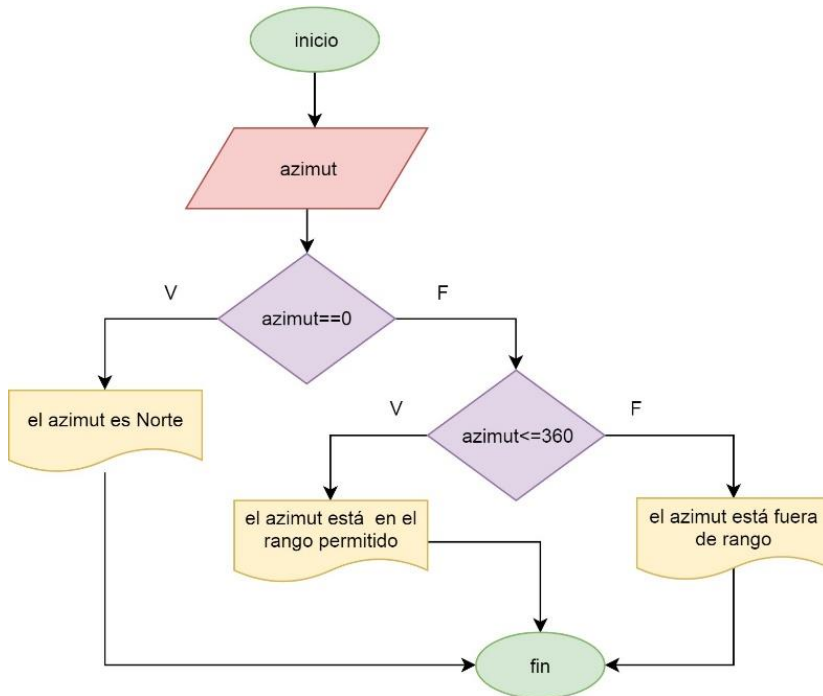 inicio
azimut
V
azimut==0
F
el azimut es Norte
V
azimut<=360
F
el azimut está en el
rango permitido
el azimut está fuera
de rango
fin